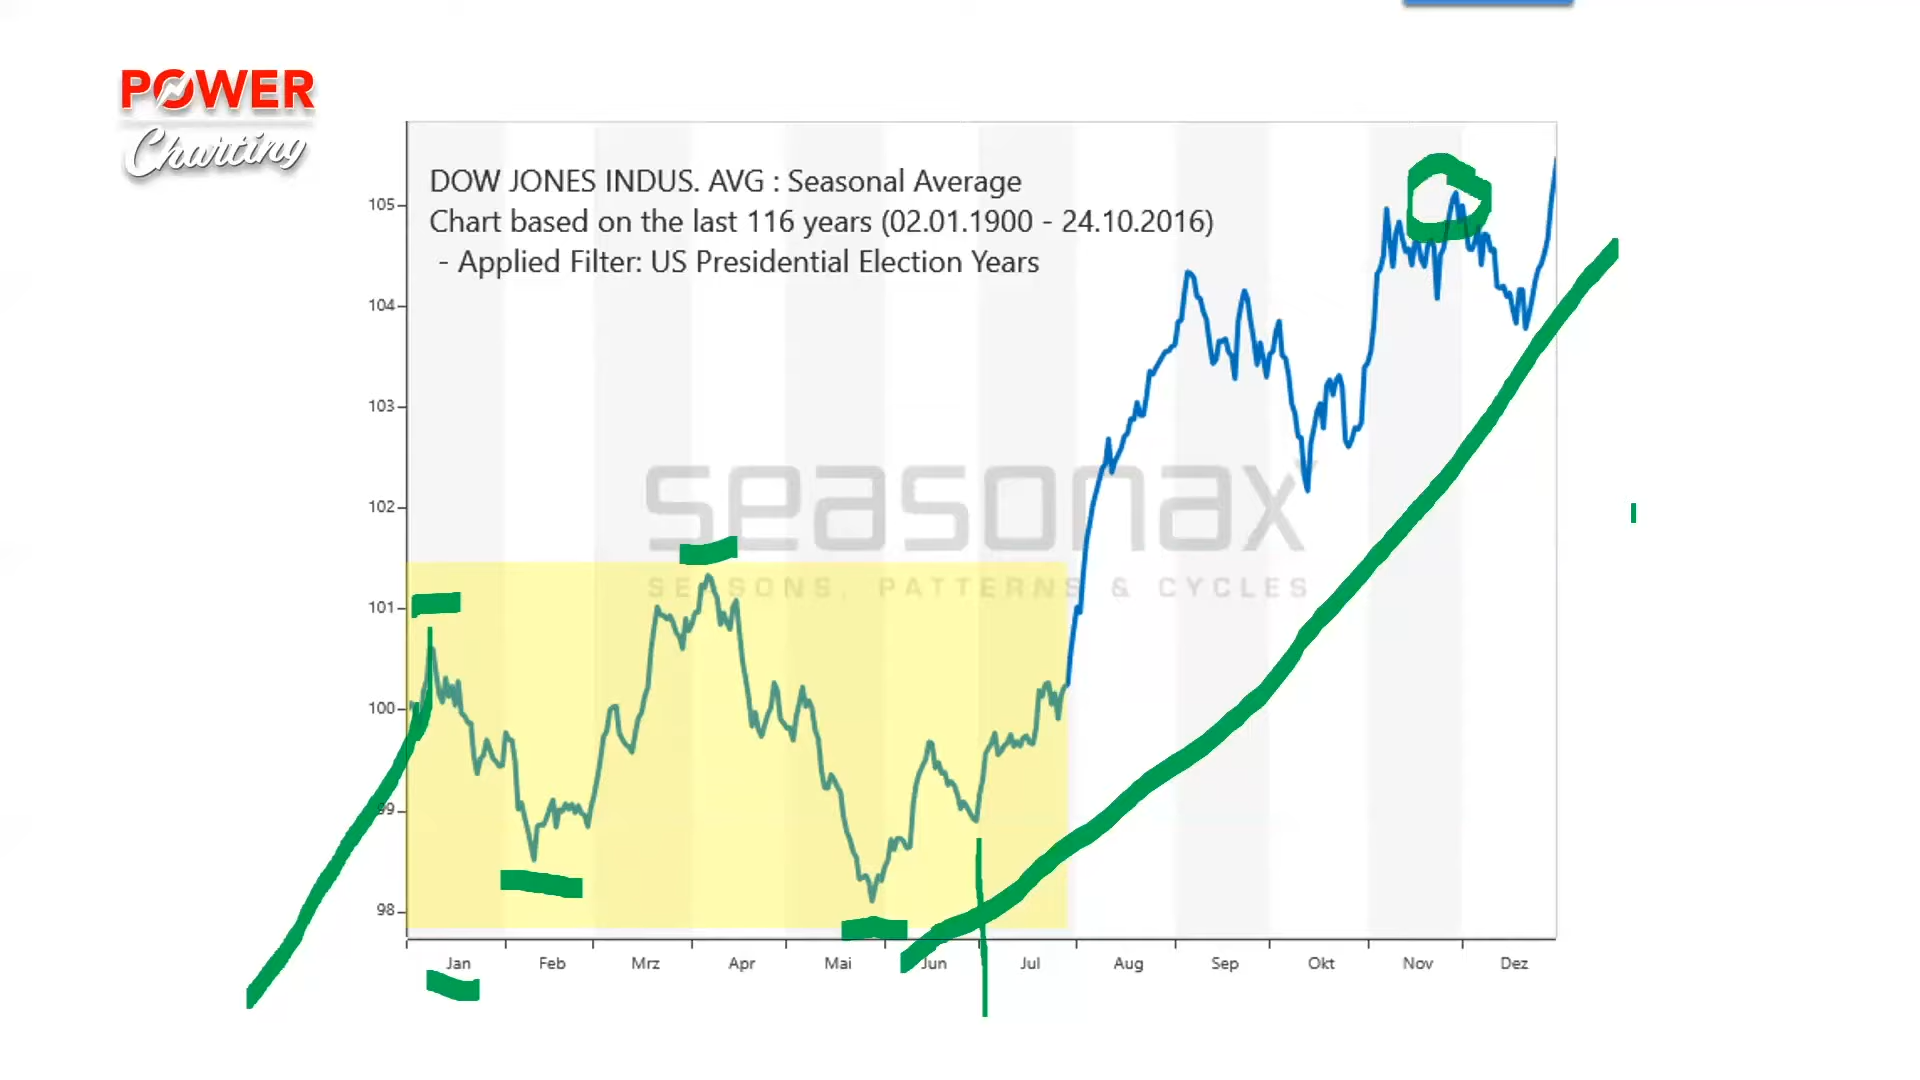 POWER
Charting
DOW JONES INDUS. AVG : Seasonal Average
Chart based on the last 116 years (02.01.1900 - 24.10.2016)
- Applied Filter: US Presidential Election Years
105
104
103
102
101
100
99
98
seasonax
SEASONS, PATTERNS & CYCLES
Jan Feb Mrz Apr Mai Jun Jul Aug Sep Okt Nov Dez